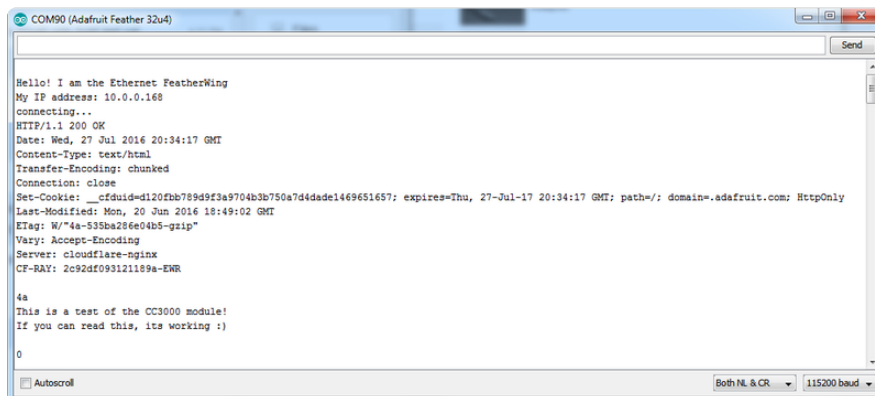 COM90 (Adafruit Feather 32u4)
Send
Hello! I am the Ethernet FeatherWing
My IP address: 10.0.0.168
connecting...
HTTP/1.1 200 OK
Date: Wed, 27 Jul 2016 20:34:17 GMT
Content-Type: text/html
Transfer-Encoding: chunked
Connection: close
Set-Cookie: __cfduid=d120fbb789d9f3a9704b3b750a7d4dade1469651657; expires=Thu, 27-Jul-17 20:34:17 GMT; path=/; domain=.adafruit.com; HttpOnly
Last-Modified: Mon, 20 Jun 2016 18:49:02 GMT
ETag: W/"4a-535ba286e04b5-gzip"
Vary: Accept-Encoding
Server: cloudflare-nginx
CF-RAY: 2c92df093121189a-EWR
4a
This is a test of the CC3000 module!
If you can read this, its working :)
0
Autoscroll
Both NL & CR
115200 baud